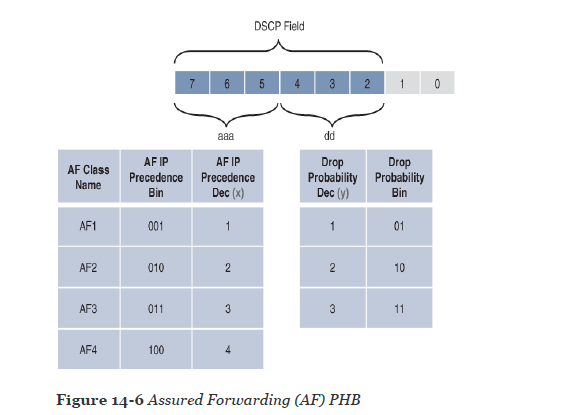 DSCP Field
7 6 5 4 3 2 1 0
aaa dd
AF Class Name
AF IP Precedence Bin
AF IP Precedence Dec (x)
AF1 001 1
AF2 010 2
AF3 011 3
AF4 100 4
Drop Probability Dec (y)
Drop Probability Bin
1 01
2 10
3 11
Figure 14-6 Assured Forwarding (AF) PHB